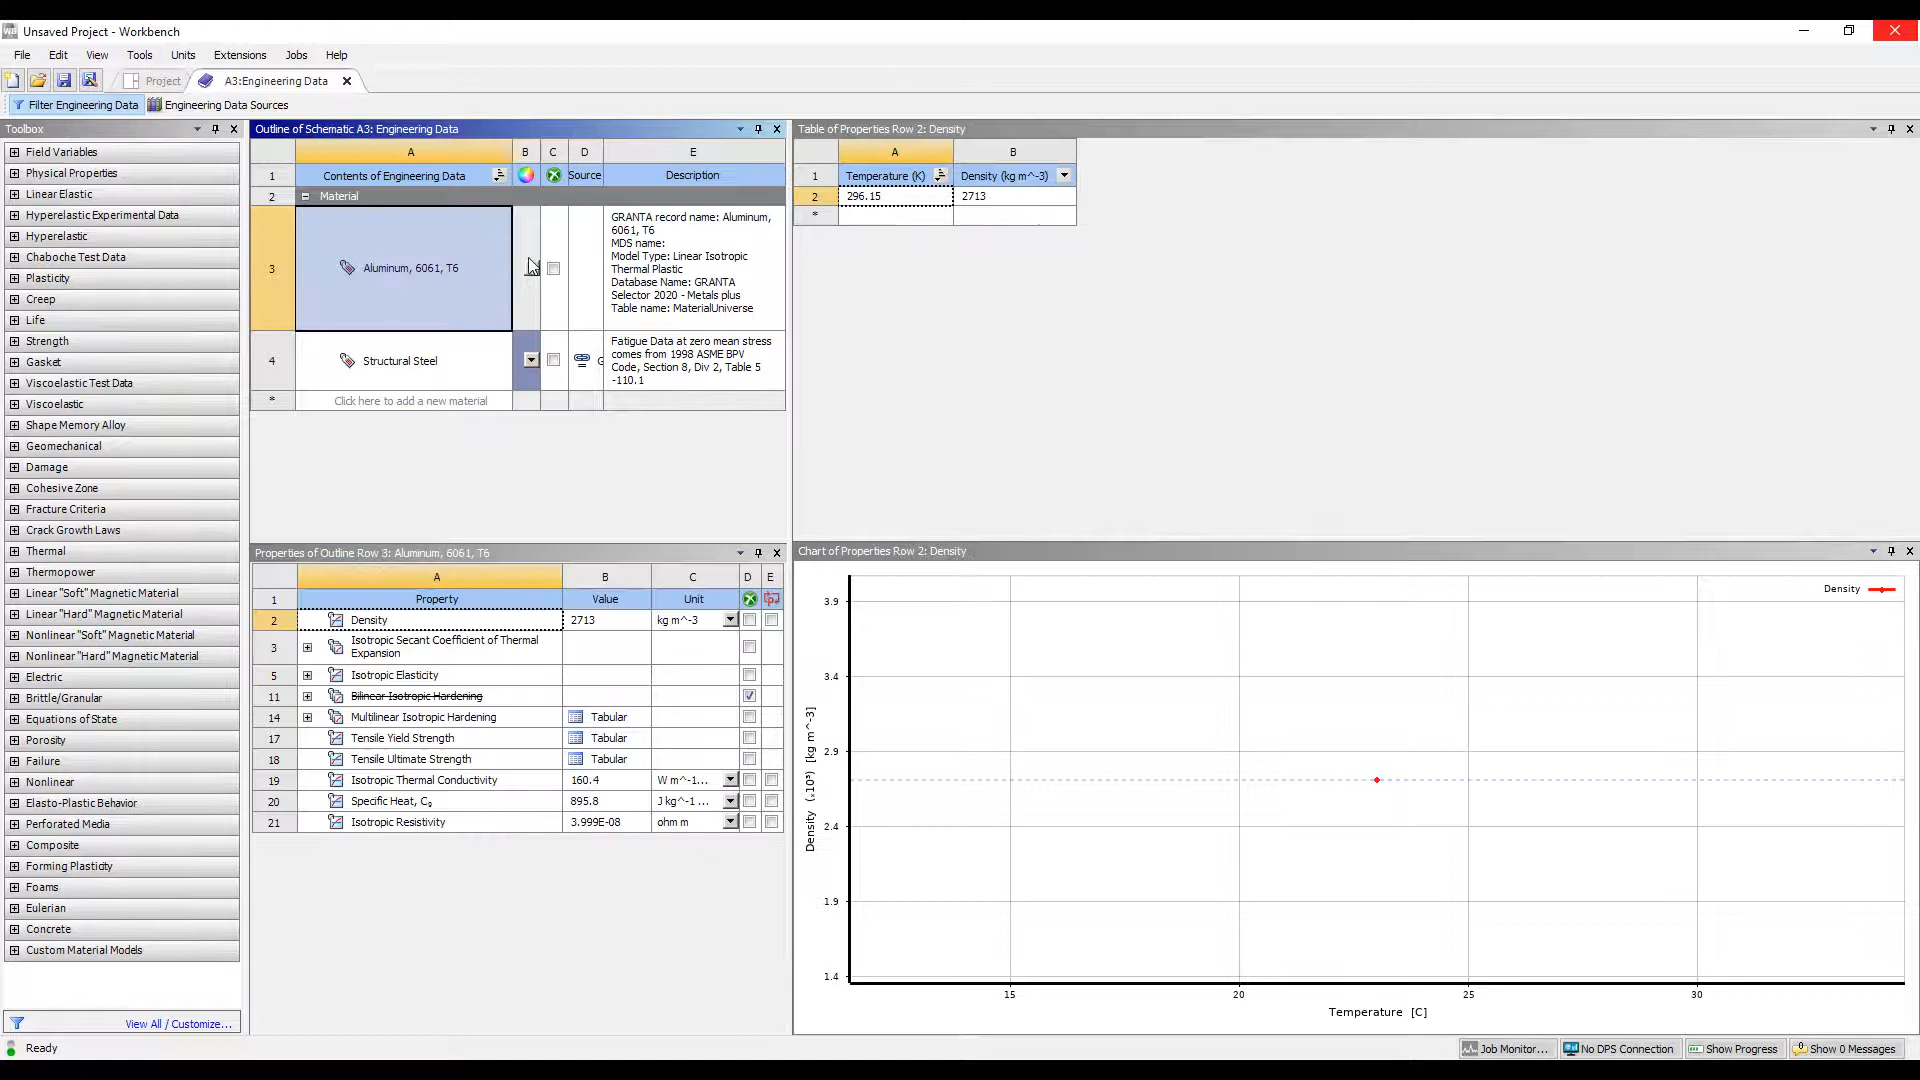 Unsaved Project - Workbench
File Edit View Tools Units Extensions Jobs Help
Project A3:Engineering Data
Filter Engineering Data Engineering Data Sources
Toolbox
Field Variables
Physical Properties
Linear Elastic
Hyperelastic Experimental Data
Hyperelastic
Chaboche Test Data
Plasticity
Creep
Life
Strength
Gasket
Viscoelastic Test Data
Viscoelastic
Shape Memory Alloy
Geomechanical
Damage
Cohesive Zone
Fracture Criteria
Crack Growth Laws
Thermal
Thermopower
Linear "Soft" Magnetic Material
Linear "Hard" Magnetic Material
Nonlinear "Soft" Magnetic Material
Nonlinear "Hard" Magnetic Material
Electric
Brittle/Granular
Equations of State
Porosity
Failure
Nonlinear
Elasto-Plastic Behavior
Perforated Media
Composite
Forming Plasticity
Foams
Eulerian
Concrete
Custom Material Models
View All / Customize...
Outline of Schematic A3: Engineering Data
A B C D E
1 Contents of Engineering Data Source Description
2 Material
3 Aluminum, 6061, T6
GRANTA record name: Aluminum,
6061, T6
MDS name:
Model Type: Linear Isotropic
Thermal Plastic
Database Name: GRANTA
Selector 2020 - Metals plus
Table name: MaterialUniverse
4 Structural Steel G
Fatigue Data at zero mean stress
comes from 1998 ASME BPV
Code, Section 8, Div 2, Table 5
-110.1
* Click here to add a new material
Properties of Outline Row 3: Aluminum, 6061, T6
A B C D E
1 Property Value Unit
2 Density 2713 kg m^-3
3 Isotropic Secant Coefficient of Thermal
Expansion
5 Isotropic Elasticity
11 Bilinear Isotropic Hardening
14 Multilinear Isotropic Hardening Tabular
17 Tensile Yield Strength Tabular
18 Tensile Ultimate Strength Tabular
19 Isotropic Thermal Conductivity 160.4 W m^-1...
20 Specific Heat, Cₚ 895.8 J kg^-1 ...
21 Isotropic Resistivity 3.999E-08 ohm m
Table of Properties Row 2: Density
A B
1 Temperature (K) Density (kg m^-3)
2 296.15 2713
*
Chart of Properties Row 2: Density
Density
3.9
3.4
2.9
2.4
1.9
1.4
Density (ₓ10³) [kg m^-3]
15 20 25 30
Temperature [C]
Ready
Job Monitor... No DPS Connection Show Progress Show 0 Messages